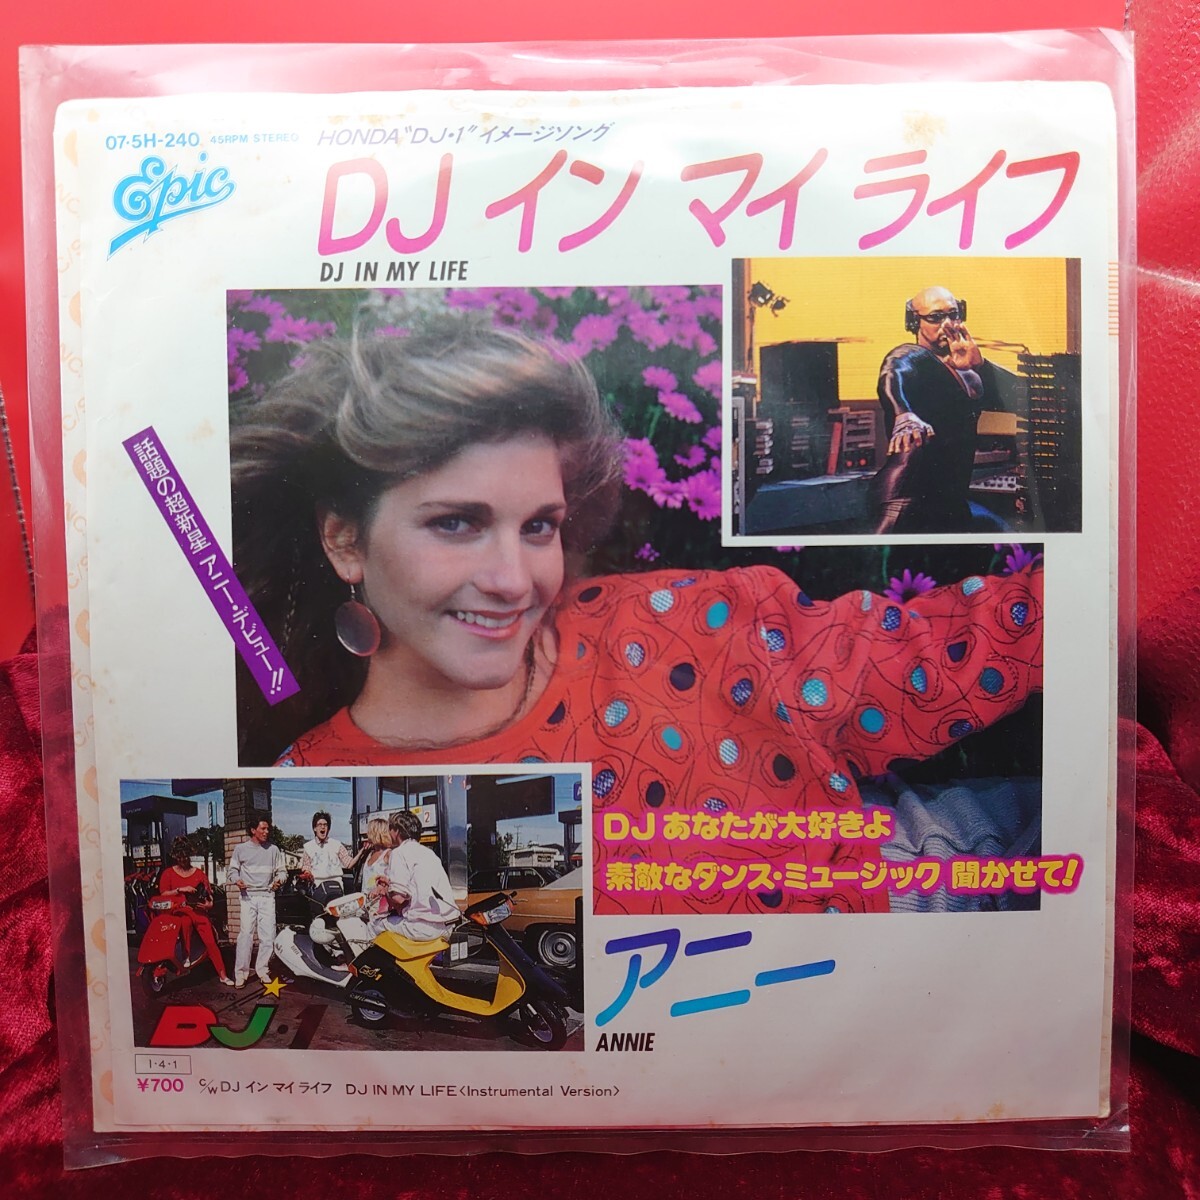 07·5H-240 45RPM STEREO
Epic
HONDA "DJ·1" イメージソング
DJ イン マイ ライフ
DJ IN MY LIFE
話題の超新星 アニー・デビュー!!
DJ あなたが大好きよ
素敵なダンス・ミュージック 聞かせて!
アニー
ANNIE
DJ·1
1-4-1
¥700 c/w DJ イン マイ ライフ DJ IN MY LIFE<Instrumental Version>